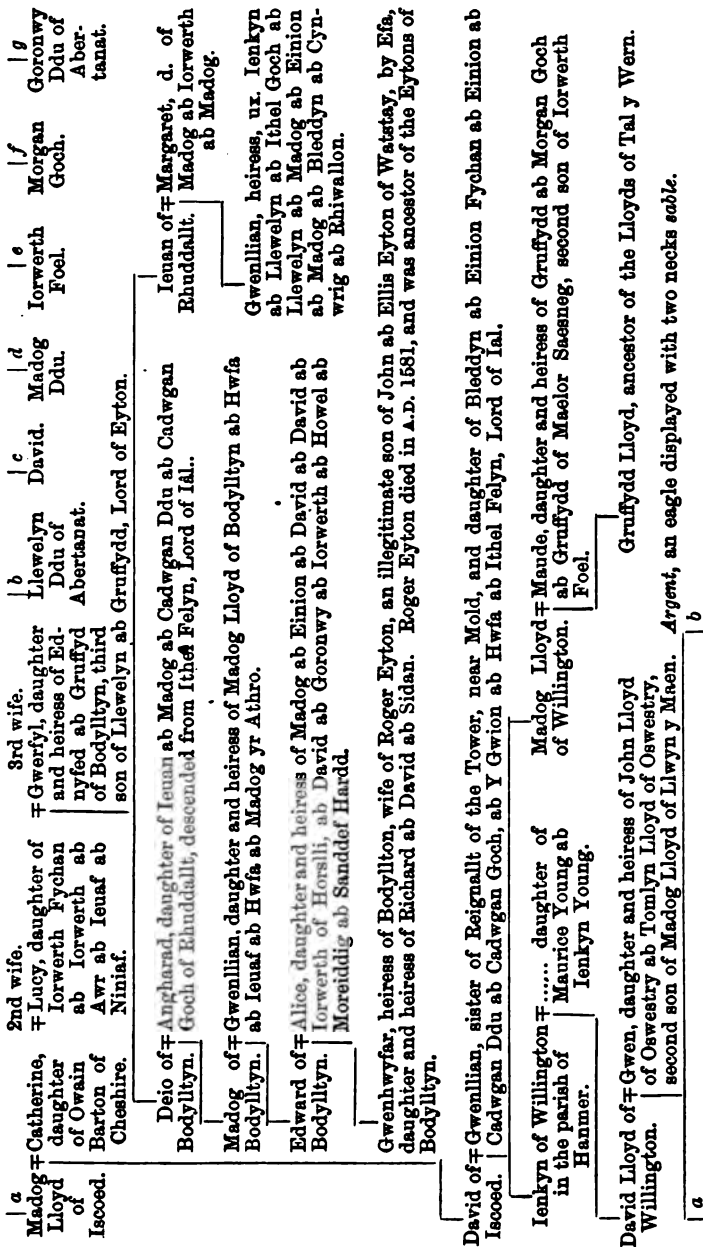 a
Madog
Lloyd
of
Iscoed.
╤ Catherine,
daughter
of Owain
Barton of
Cheshire.
2nd wife.
╤ Lucy, daughter of
Iorwerth Fychan
ab Iorwerth ab
Awr ab Ieuaf ab
Niniaf.
3rd wife.
╤ Gwerfyl, daughter
and heiress of Ed-
nyfed ab Gruffyd
of Bodylltyn, third
son of Llewelyn ab Gruffydd, Lord of Eyton.
b
Llewelyn
Ddu of
Abertanat.
c
David.
d
Madog
Ddu.
e
Iorwerth
Foel.
f
Morgan
Goch.
g
Goronwy
Ddu of
Aber-
tanat.
Deio of ╤ Angharad, daughter of Ieuan ab Madog ab Cadwgan Ddu ab Cadwgan
Bodylltyn. Goch of Rhuddallt, descended from Ithel Felyn, Lord of Ial..
Ieuan of ╤ Margaret, d. of
Rhuddallt. Madog ab Iorwerth
ab Madog.
Madog of ╤ Gwenllian, daughter and heiress of Madog Lloyd of Bodylltyn ab Hwfa
Bodylltyn. ab Ieuaf ab Hwfa ab Madog yr Athro.
Gwenllian, heiress, ux. Ienkyn
ab Llewelyn ab Ithel Goch ab
Llewelyn ab Madog ab Einion
ab Madog ab Bleddyn ab Cyn-
wrig ab Rhiwallon.
Edward of ╤ Alice, daughter and heiress of Madog ab Einion ab David ab David ab
Bodylltyn. Iorwerth of Horslli, ab David ab Goronwy ab Iorwerth ab Howel ab
Moreiddig ab Sanddef Hardd.
Gwenhwyfar, heiress of Bodyllton, wife of Roger Eyton, an illegitimate son of John ab Ellis Eyton of Watstay, by Efa,
daughter and heiress of Richard ab David ab Sidan. Roger Eyton died in A.D. 1581, and was ancestor of the Eytons of
Bodylltyn.
David of ╤ Gwenllian, sister of Reignallt of the Tower, near Mold, and daughter of Bleddyn ab Einion Fychan ab Einion ab
Iscoed. Cadwgan Ddu ab Cadwgan Goch, ab Y Gwion ab Hwfa ab Ithel Felyn, Lord of Ial.
Ienkyn of Willington ╤ ...... daughter of
in the parish of Maurice Young ab
Hanmer. Ienkyn Young.
Madog Lloyd ╤ Maude, daughter and heiress of Gruffydd ab Morgan Goch
of Willington. ab Gruffydd of Maelor Saesneg, second son of Iorwerth
Foel.
David Lloyd of ╤ Gwen, daughter and heiress of John Lloyd
Willington. of Oswestry ab Tomlyn Lloyd of Oswestry,
second son of Madog Lloyd of Llwyn y Maen. Argent, an eagle displayed with two necks sable.
Gruffydd Lloyd, ancestor of the Lloyds of Tal y Wern.
a
b